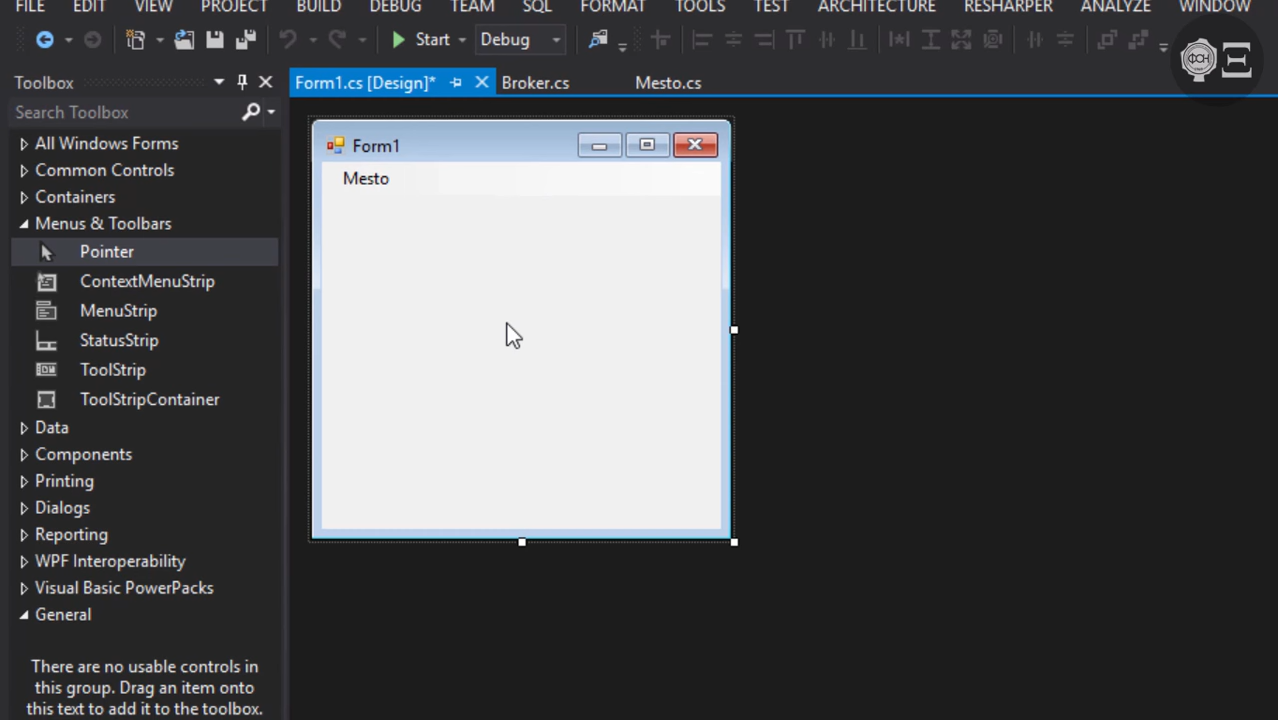 FILE EDIT VIEW PROJECT BUILD DEBUG TEAM SQL FORMAT TOOLS TEST ARCHITECTURE RESHARPER ANALYZE WINDOW
Start Debug
ФСН
Toolbox
Form1.cs [Design]* Broker.cs Mesto.cs
Search Toolbox
All Windows Forms
Common Controls
Containers
Menus & Toolbars
Pointer
ContextMenuStrip
MenuStrip
StatusStrip
ToolStrip
ToolStripContainer
Data
Components
Printing
Dialogs
Reporting
WPF Interoperability
Visual Basic PowerPacks
General
There are no usable controls in
this group. Drag an item onto
this text to add it to the toolbox.
Form1
Mesto